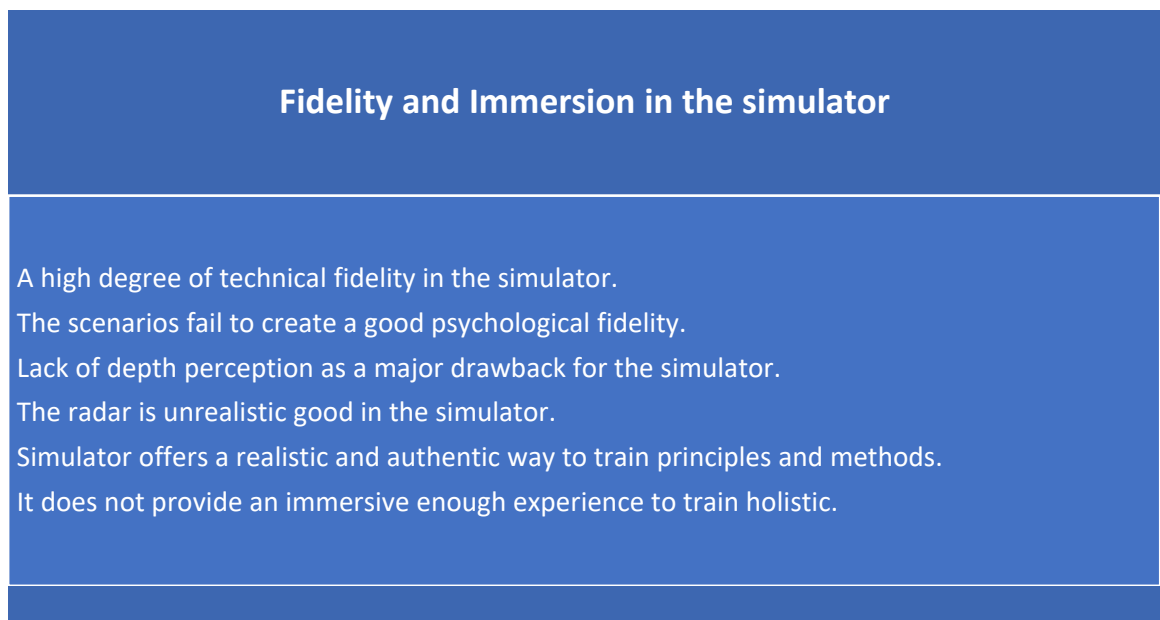 Fidelity and Immersion in the simulator
A high degree of technical fidelity in the simulator.
The scenarios fail to create a good psychological fidelity.
Lack of depth perception as a major drawback for the simulator.
The radar is unrealistic good in the simulator.
Simulator offers a realistic and authentic way to train principles and methods.
It does not provide an immersive enough experience to train holistic.